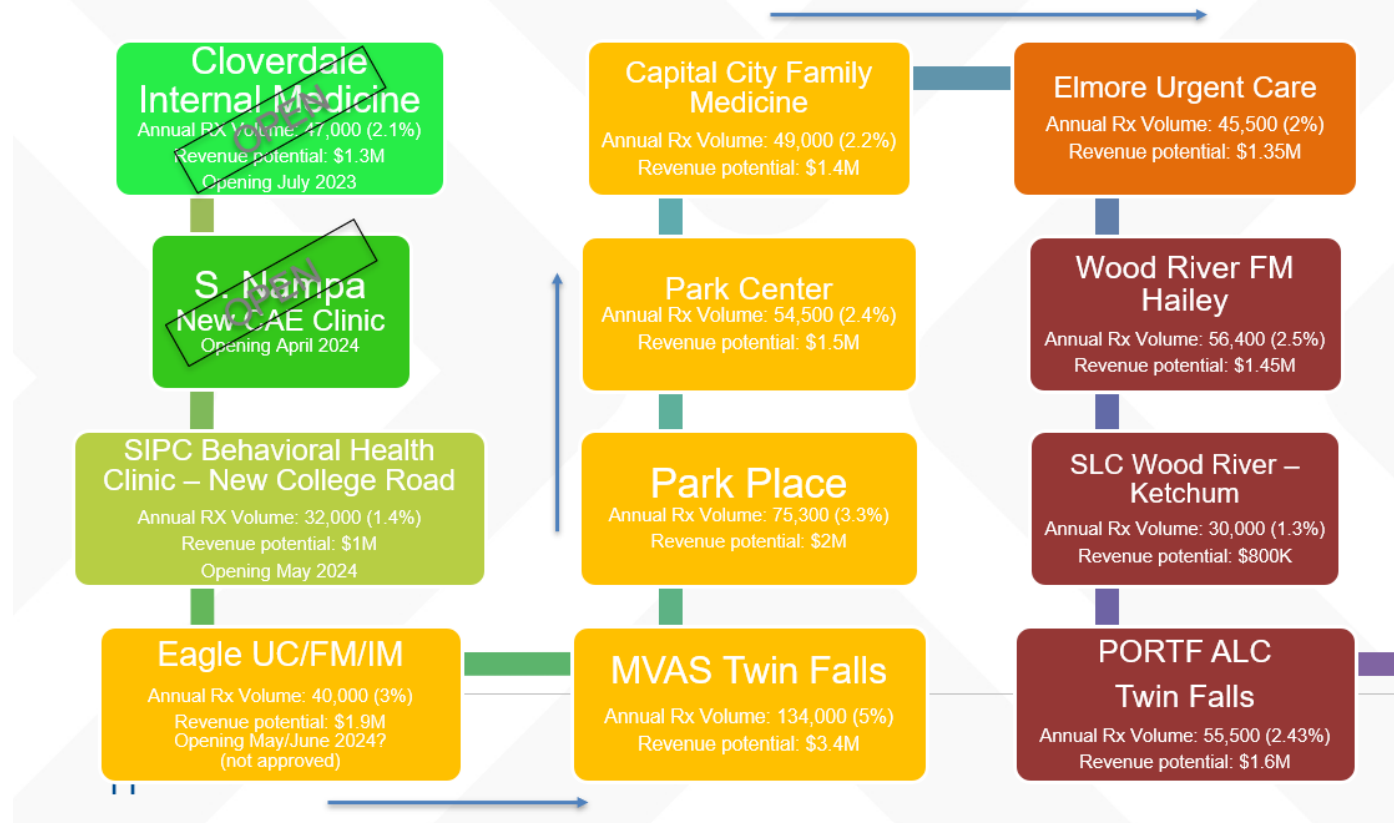 Cloverdale
Internal Medicine
Annual RX Volume: 47,000 (2.1%)
Revenue potential: $1.3M
Opening July 2023
OPEN
S. Nampa
New CAE Clinic
Opening April 2024
OPEN
SIPC Behavioral Health
Clinic – New College Road
Annual RX Volume: 32,000 (1.4%)
Revenue potential: $1M
Opening May 2024
Eagle UC/FM/IM
Annual Rx Volume: 40,000 (3%)
Revenue potential: $1.9M
Opening May/June 2024?
(not approved)
MVAS Twin Falls
Annual Rx Volume: 134,000 (5%)
Revenue potential: $3.4M
Park Place
Annual Rx Volume: 75,300 (3.3%)
Revenue potential: $2M
Park Center
Annual Rx Volume: 54,500 (2.4%)
Revenue potential: $1.5M
Capital City Family
Medicine
Annual Rx Volume: 49,000 (2.2%)
Revenue potential: $1.4M
Elmore Urgent Care
Annual Rx Volume: 45,500 (2%)
Revenue potential: $1.35M
Wood River FM
Hailey
Annual Rx Volume: 56,400 (2.5%)
Revenue potential: $1.45M
SLC Wood River –
Ketchum
Annual Rx Volume: 30,000 (1.3%)
Revenue potential: $800K
PORTF ALC
Twin Falls
Annual Rx Volume: 55,500 (2.43%)
Revenue potential: $1.6M